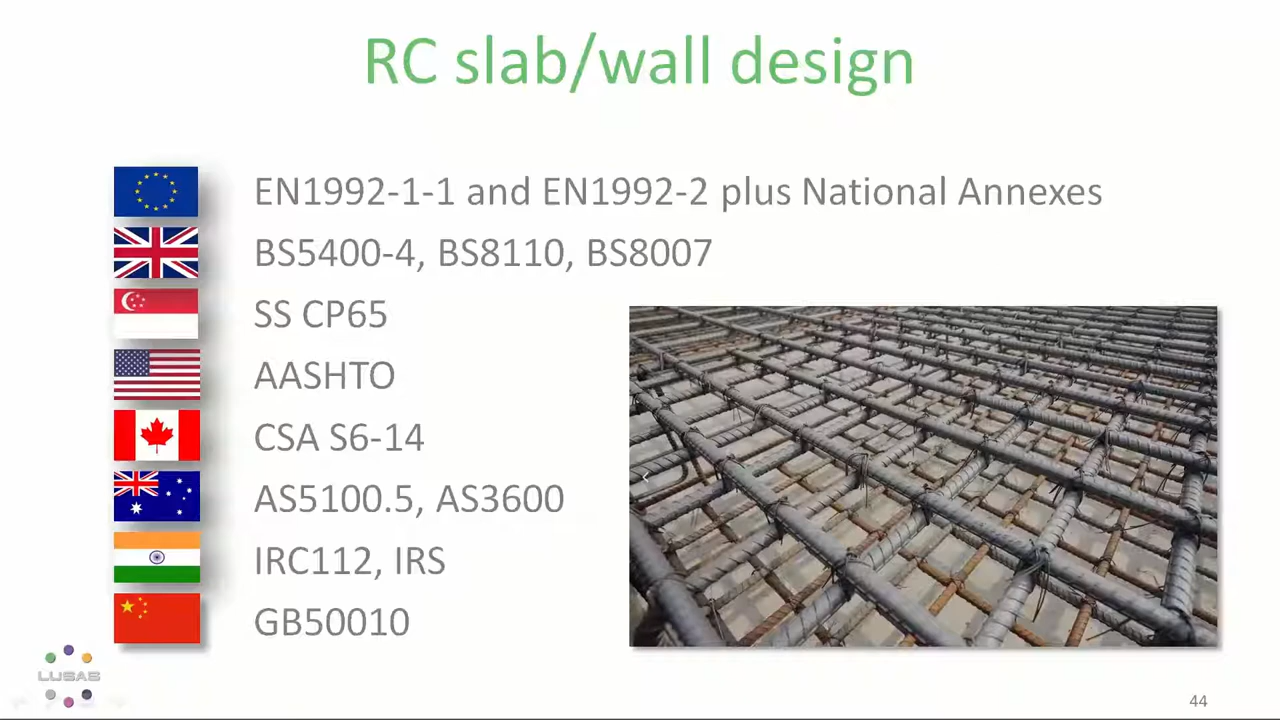 RC slab/wall design
EN1992-1-1 and EN1992-2 plus National Annexes
BS5400-4, BS8110, BS8007
SS CP65
AASHTO
CSA S6-14
AS5100.5, AS3600
IRC112, IRS
GB50010
LUSAS
44